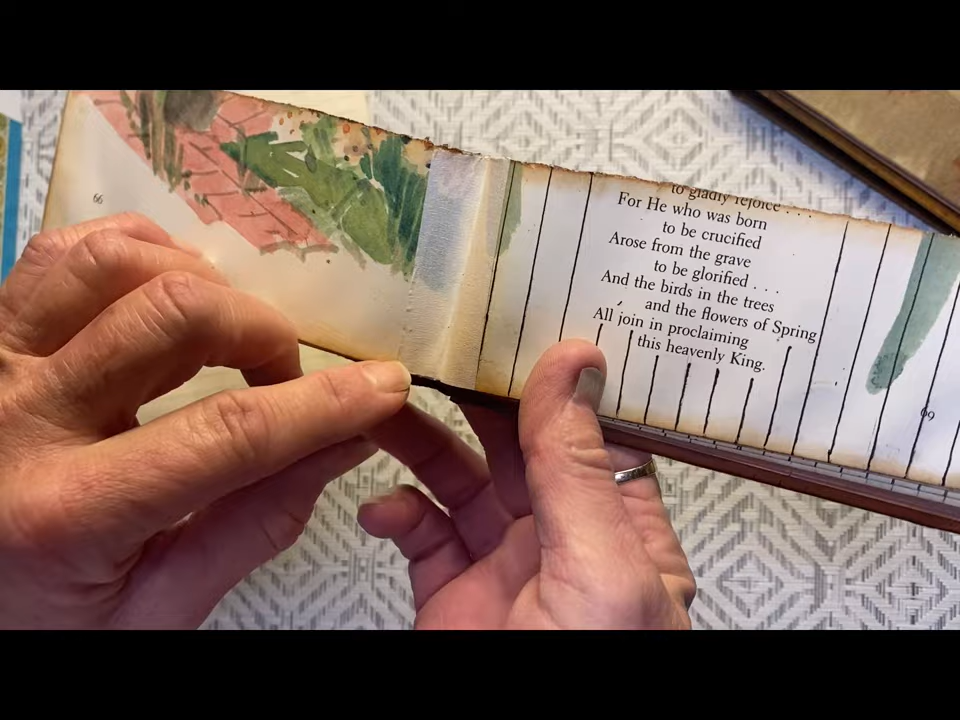 66
to gladly rejoice . . . .
For He who was born
to be crucified
Arose from the grave
to be glorified . . .
And the birds in the trees
and the flowers of Spring
All join in proclaiming
this heavenly King.
69